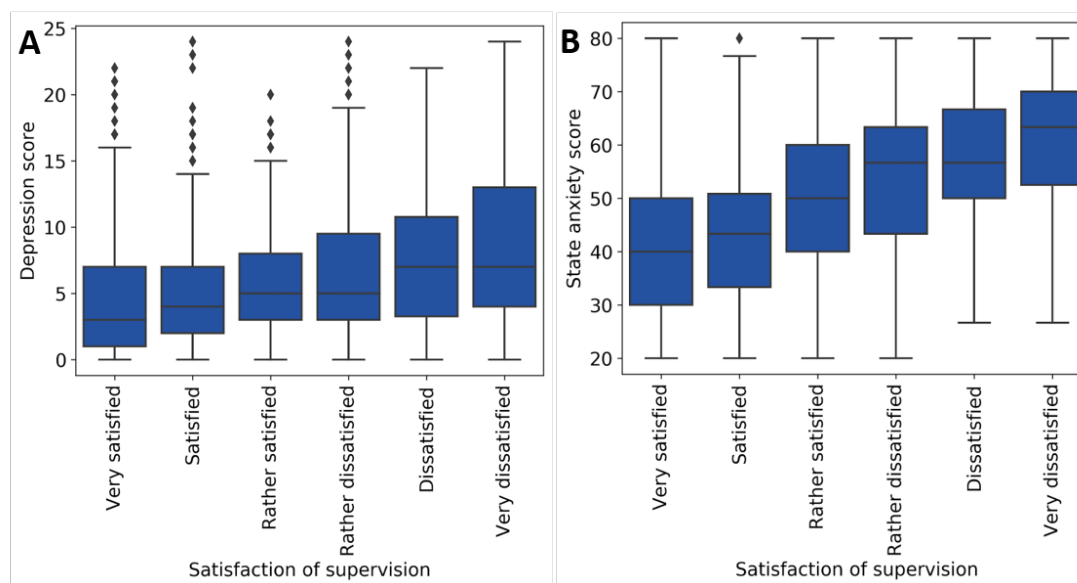 A
Depression score
25
20
15
10
5
0
Very satisfied
Satisfied
Rather satisfied
Rather dissatisfied
Dissatisfied
Very dissatisfied
Satisfaction of supervision
B
State anxiety score
80
70
60
50
40
30
20
Very satisfied
Satisfied
Rather satisfied
Rather dissatisfied
Dissatisfied
Very dissatisfied
Satisfaction of supervision